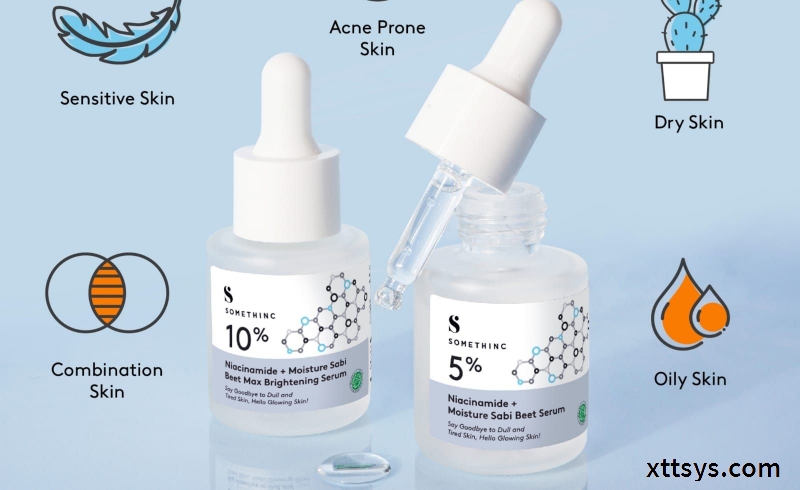 Acne Prone
Skin
Sensitive Skin
Dry Skin
S
SOMETHINC
10%
Niacinamide + Moisture Sabi
Beet Max Brightening Serum
Say Goodbye to Dull and
Tired Skin, Hello Glowing Skin!
S
SOMETHINC
5%
Niacinamide +
Moisture Sabi Beet Serum
Say Goodbye to Dull and
Tired Skin, Hello Glowing Skin!
Combination
Skin
Oily Skin
xttsys.com